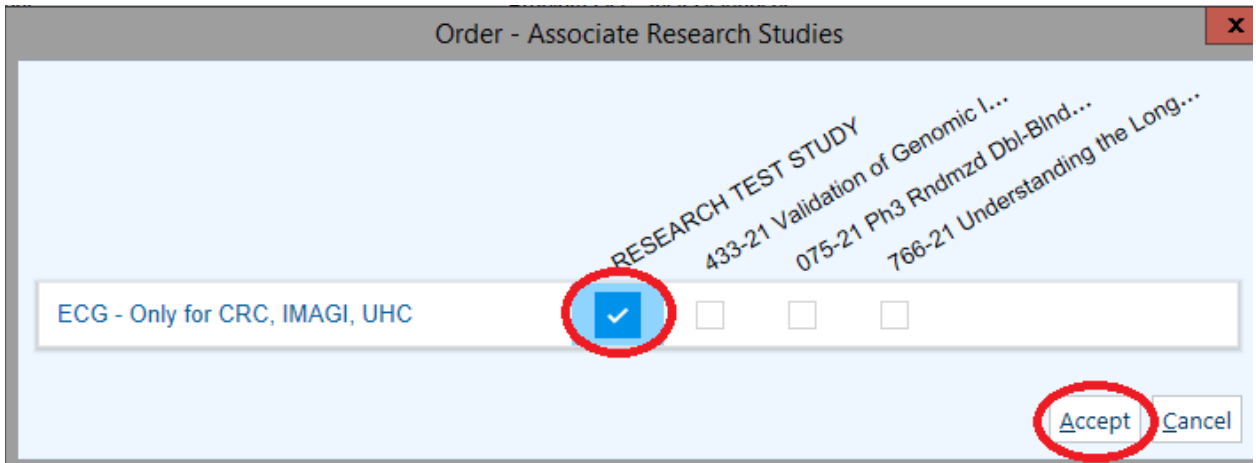 Order - Associate Research Studies
x
RESEARCH TEST STUDY
433-21 Validation of Genomic I...
075-21 Ph3 Rndmzd Dbl-Blnd...
766-21 Understanding the Long...
ECG - Only for CRC, IMAGI, UHC
Accept Cancel